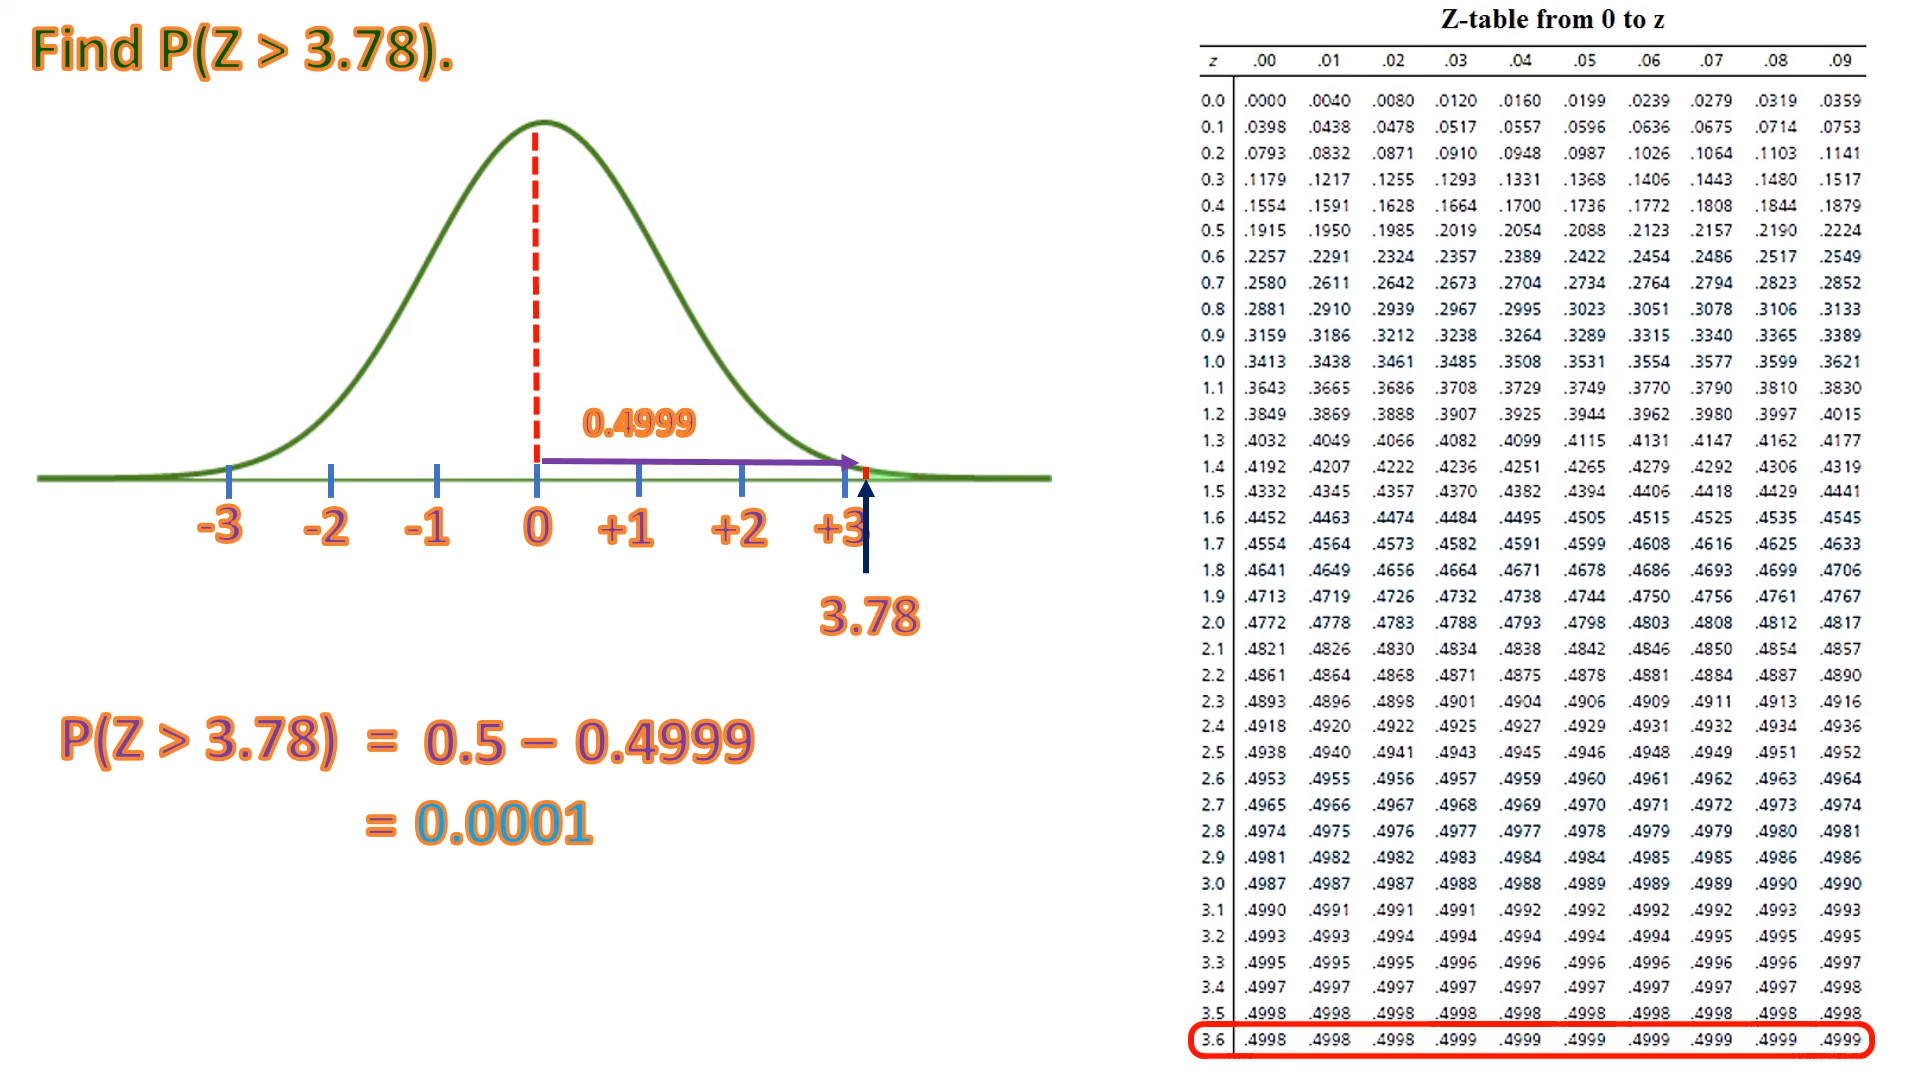 Find P(Z > 3.78).
0.4999
-3 -2 -1 0 +1 +2 +3
3.78
P(Z > 3.78) = 0.5 – 0.4999
= 0.0001
Z-table from 0 to z
z .00 .01 .02 .03 .04 .05 .06 .07 .08 .09
0.0 .0000 .0040 .0080 .0120 .0160 .0199 .0239 .0279 .0319 .0359
0.1 .0398 .0438 .0478 .0517 .0557 .0596 .0636 .0675 .0714 .0753
0.2 .0793 .0832 .0871 .0910 .0948 .0987 .1026 .1064 .1103 .1141
0.3 .1179 .1217 .1255 .1293 .1331 .1368 .1406 .1443 .1480 .1517
0.4 .1554 .1591 .1628 .1664 .1700 .1736 .1772 .1808 .1844 .1879
0.5 .1915 .1950 .1985 .2019 .2054 .2088 .2123 .2157 .2190 .2224
0.6 .2257 .2291 .2324 .2357 .2389 .2422 .2454 .2486 .2517 .2549
0.7 .2580 .2611 .2642 .2673 .2704 .2734 .2764 .2794 .2823 .2852
0.8 .2881 .2910 .2939 .2967 .2995 .3023 .3051 .3078 .3106 .3133
0.9 .3159 .3186 .3212 .3238 .3264 .3289 .3315 .3340 .3365 .3389
1.0 .3413 .3438 .3461 .3485 .3508 .3531 .3554 .3577 .3599 .3621
1.1 .3643 .3665 .3686 .3708 .3729 .3749 .3770 .3790 .3810 .3830
1.2 .3849 .3869 .3888 .3907 .3925 .3944 .3962 .3980 .3997 .4015
1.3 .4032 .4049 .4066 .4082 .4099 .4115 .4131 .4147 .4162 .4177
1.4 .4192 .4207 .4222 .4236 .4251 .4265 .4279 .4292 .4306 .4319
1.5 .4332 .4345 .4357 .4370 .4382 .4394 .4406 .4418 .4429 .4441
1.6 .4452 .4463 .4474 .4484 .4495 .4505 .4515 .4525 .4535 .4545
1.7 .4554 .4564 .4573 .4582 .4591 .4599 .4608 .4616 .4625 .4633
1.8 .4641 .4649 .4656 .4664 .4671 .4678 .4686 .4693 .4699 .4706
1.9 .4713 .4719 .4726 .4732 .4738 .4744 .4750 .4756 .4761 .4767
2.0 .4772 .4778 .4783 .4788 .4793 .4798 .4803 .4808 .4812 .4817
2.1 .4821 .4826 .4830 .4834 .4838 .4842 .4846 .4850 .4854 .4857
2.2 .4861 .4864 .4868 .4871 .4875 .4878 .4881 .4884 .4887 .4890
2.3 .4893 .4896 .4898 .4901 .4904 .4906 .4909 .4911 .4913 .4916
2.4 .4918 .4920 .4922 .4925 .4927 .4929 .4931 .4932 .4934 .4936
2.5 .4938 .4940 .4941 .4943 .4945 .4946 .4948 .4949 .4951 .4952
2.6 .4953 .4955 .4956 .4957 .4959 .4960 .4961 .4962 .4963 .4964
2.7 .4965 .4966 .4967 .4968 .4969 .4970 .4971 .4972 .4973 .4974
2.8 .4974 .4975 .4976 .4977 .4977 .4978 .4979 .4979 .4980 .4981
2.9 .4981 .4982 .4982 .4983 .4984 .4984 .4985 .4985 .4986 .4986
3.0 .4987 .4987 .4987 .4988 .4988 .4989 .4989 .4989 .4990 .4990
3.1 .4990 .4991 .4991 .4991 .4992 .4992 .4992 .4992 .4993 .4993
3.2 .4993 .4993 .4994 .4994 .4994 .4994 .4994 .4995 .4995 .4995
3.3 .4995 .4995 .4995 .4996 .4996 .4996 .4996 .4996 .4996 .4997
3.4 .4997 .4997 .4997 .4997 .4997 .4997 .4997 .4997 .4997 .4998
3.5 .4998 .4998 .4998 .4998 .4998 .4998 .4998 .4998 .4998 .4998
3.6 .4998 .4998 .4998 .4999 .4999 .4999 .4999 .4999 .4999 .4999